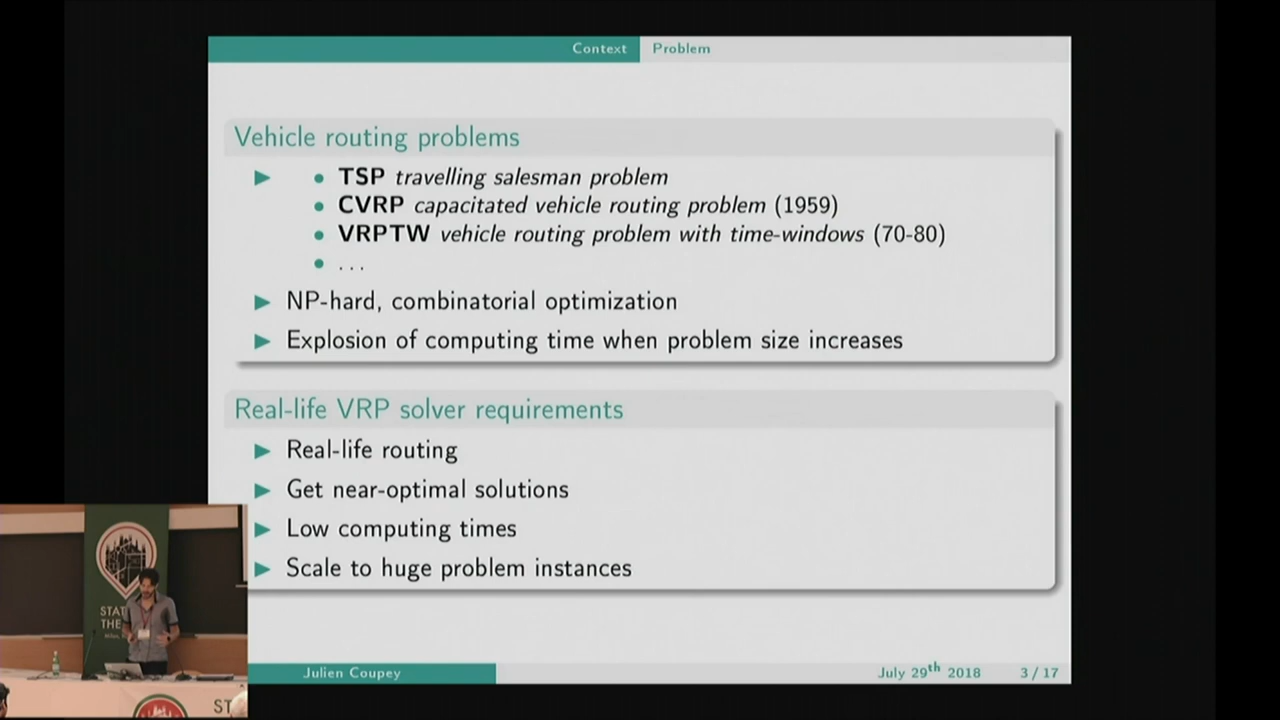 Context Problem
Vehicle routing problems
TSP travelling salesman problem
CVRP capacitated vehicle routing problem (1959)
VRPTW vehicle routing problem with time-windows (70-80)
...
NP-hard, combinatorial optimization
Explosion of computing time when problem size increases
Real-life VRP solver requirements
Real-life routing
Get near-optimal solutions
Low computing times
Scale to huge problem instances
STAT
THE
Julien Coupey July 29th 2018 3 / 17
ST